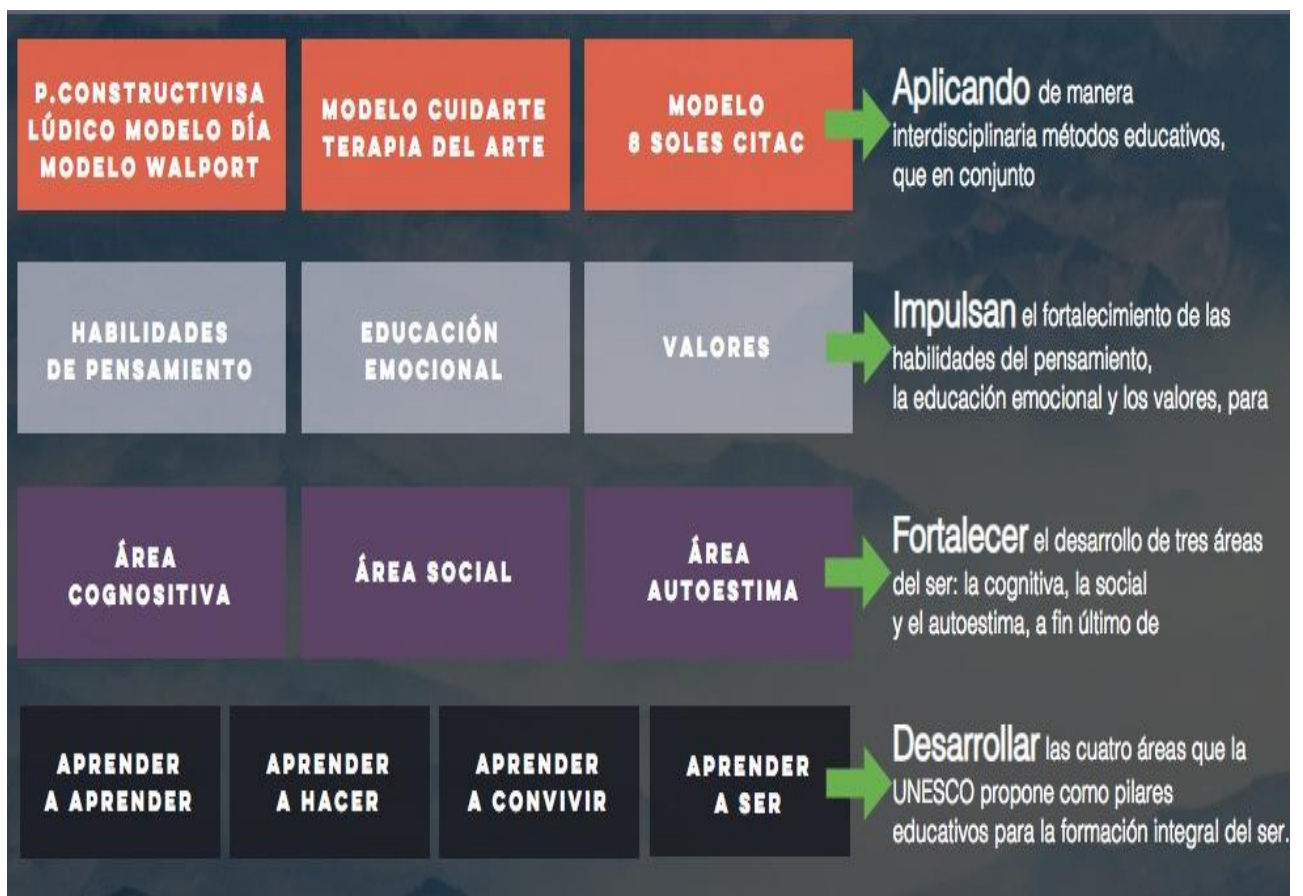 P.CONSTRUCTIVISA
LÚDICO MODELO DÍA
MODELO WALPORT
MODELO CUIDARTE
TERAPIA DEL ARTE
MODELO
8 SOLES CITAC
Aplicando de manera
interdisciplinaria métodos educativos,
que en conjunto
HABILIDADES
DE PENSAMIENTO
EDUCACIÓN
EMOCIONAL
VALORES
Impulsan el fortalecimiento de las
habilidades del pensamiento,
la educación emocional y los valores, para
ÁREA
COGNOSITIVA
ÁREA SOCIAL
ÁREA
AUTOESTIMA
Fortalecer el desarrollo de tres áreas
del ser: la cognitiva, la social
y el autoestima, a fin último de
APRENDER
A APRENDER
APRENDER
A HACER
APRENDER
A CONVIVIR
APRENDER
A SER
Desarrollar las cuatro áreas que la
UNESCO propone como pilares
educativos para la formación integral del ser.